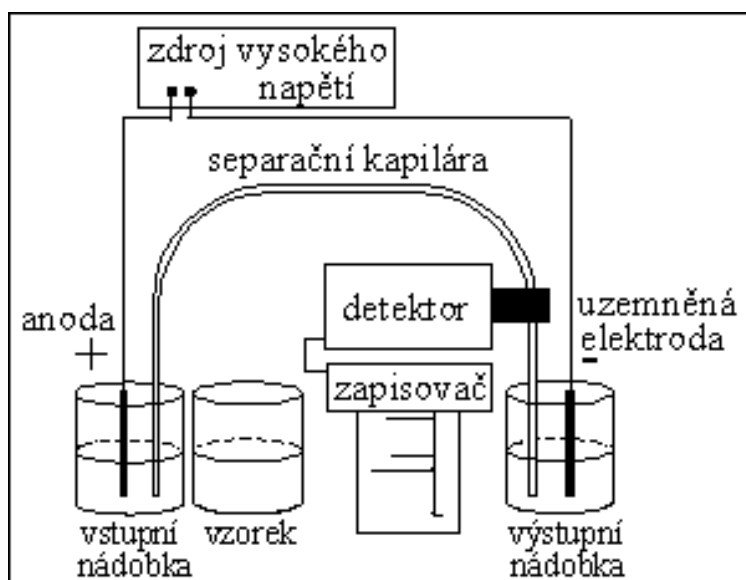 zdroj vysokého
napětí
separační kapilára
detektor
anoda
+
uzemněná
elektroda
-
zapisovač
vstupní
nádobka
vzorek
výstupní
nádobka